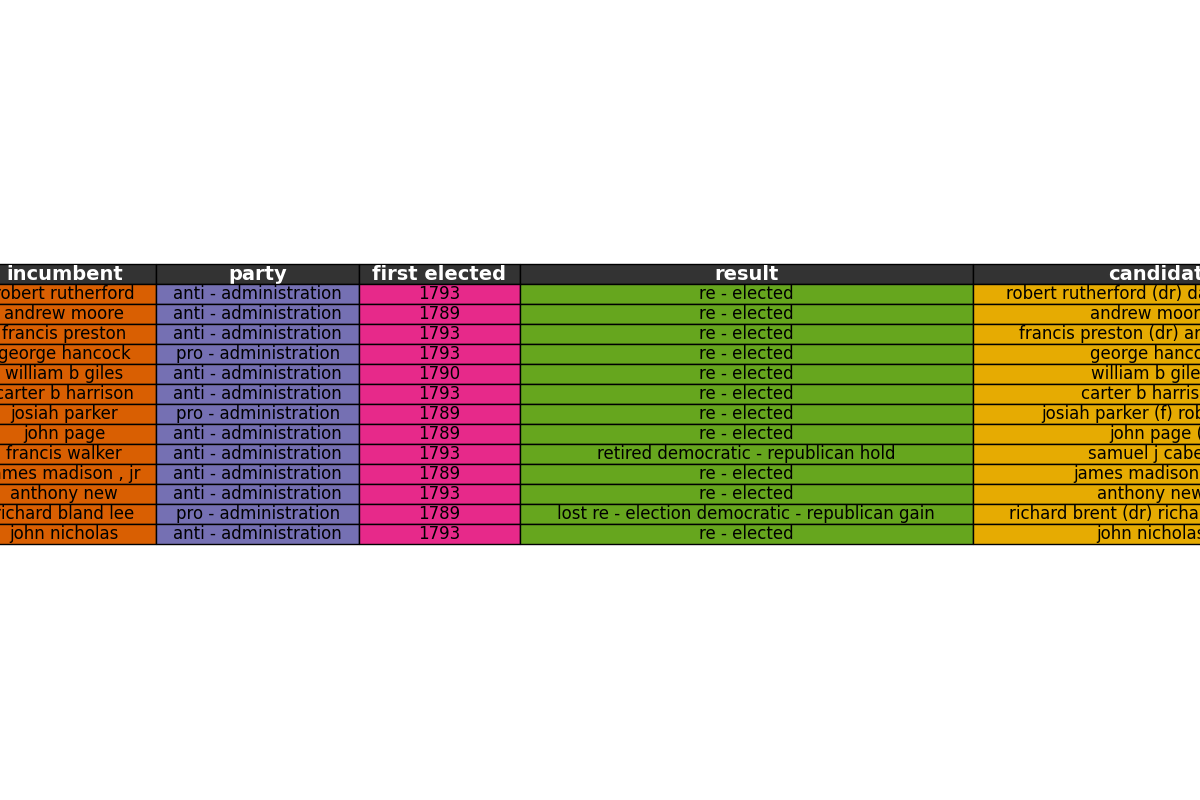 incumbent party first elected result candidat
obert rutherford anti - administration 1793 re - elected robert rutherford (dr) d
andrew moore anti - administration 1789 re - elected andrew moor
francis preston anti - administration 1793 re - elected francis preston (dr) a
george hancock pro - administration 1793 re - elected george hanco
william b giles anti - administration 1790 re - elected william b gile
carter b harrison anti - administration 1793 re - elected carter b harris
josiah parker pro - administration 1789 re - elected josiah parker (f) rob
john page anti - administration 1789 re - elected john page (
francis walker anti - administration 1793 retired democratic - republican hold samuel j cabe
mes madison , jr anti - administration 1789 re - elected james madison
anthony new anti - administration 1793 re - elected anthony new
richard bland lee pro - administration 1789 lost re - election democratic - republican gain richard brent (dr) richa
john nicholas anti - administration 1793 re - elected john nicholas